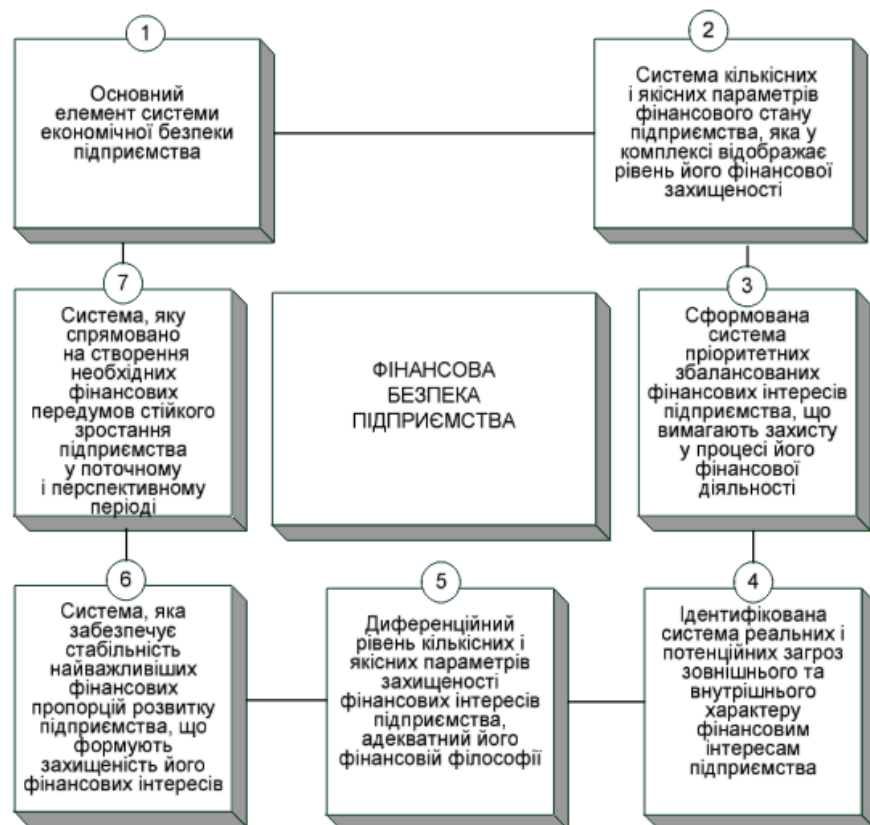 1
Основний
елемент системи
економічної безпеки
підприємства
2
Система кількісних
і якісних параметрів
фінансового стану
підприємства, яка у
комплексі відображає
рівень його фінансової
захищеності
3
Сформована
система
пріоритетних
збалансованих
фінансових інтересів
підприємства, що
вимагають захисту
у процесі його
фінансової
діяльності
4
Ідентифікована
система реальних і
потенційних загроз
зовнішнього та
внутрішнього
характеру
фінансовим
інтересам
підприємства
5
Диференційний
рівень кількісних і
якісних параметрів
захищеності
фінансових інтересів
підприємства,
адекватний його
фінансовій філософії
6
Система, яка
забезпечує
стабільність
найважливіших
фінансових
пропорцій розвитку
підприємства, що
формують
захищеність його
фінансових інтересів
7
Система, яку
спрямовано
на створення
необхідних
фінансових
передумов стійкого
зростання
підприємства
у поточному
і перспективному
періоді
ФІНАНСОВА
БЕЗПЕКА
ПІДПРИЄМСТВА